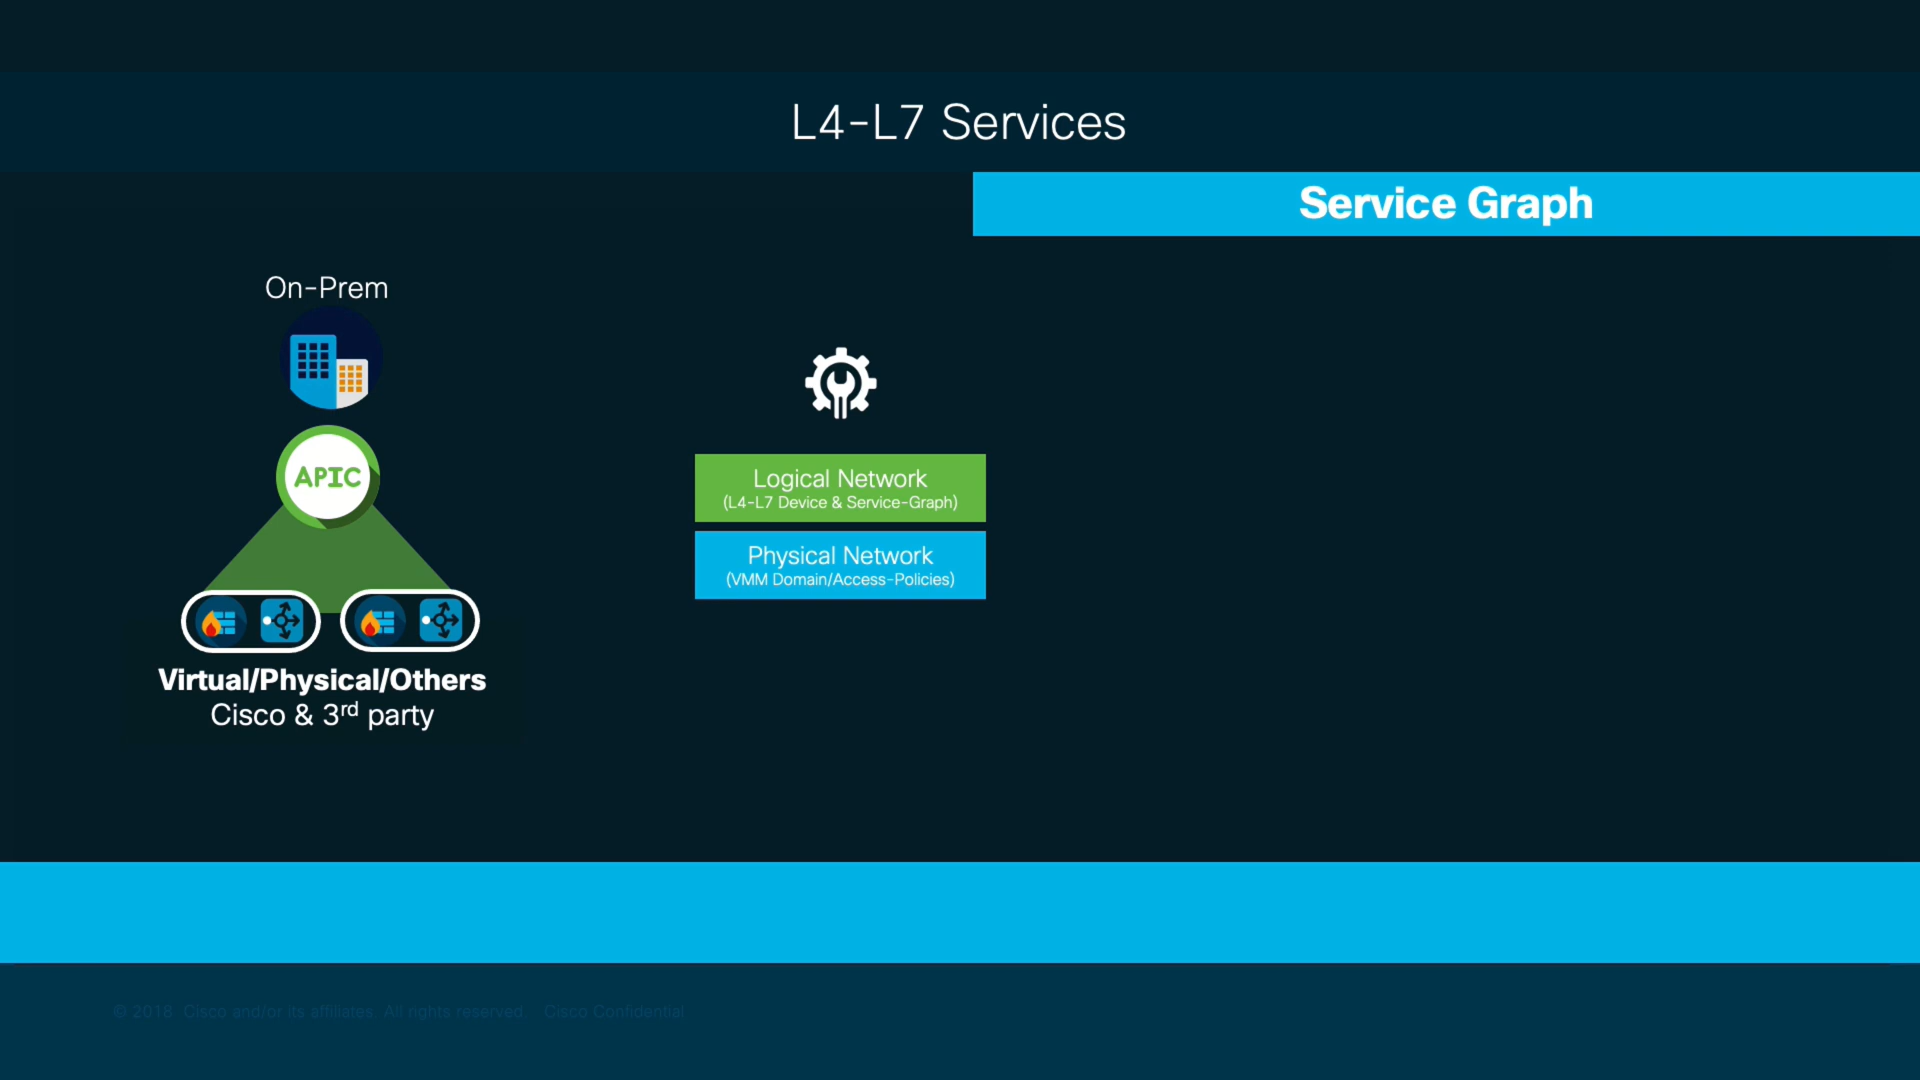 L4-L7 Services
Service Graph
On-Prem
APIC
Logical Network
(L4-L7 Device & Service-Graph)
Physical Network
(VMM Domain/Access-Policies)
Virtual/Physical/Others
Cisco & 3rd party
© 2018 Cisco and/or its affiliates. All rights reserved. Cisco Confidential